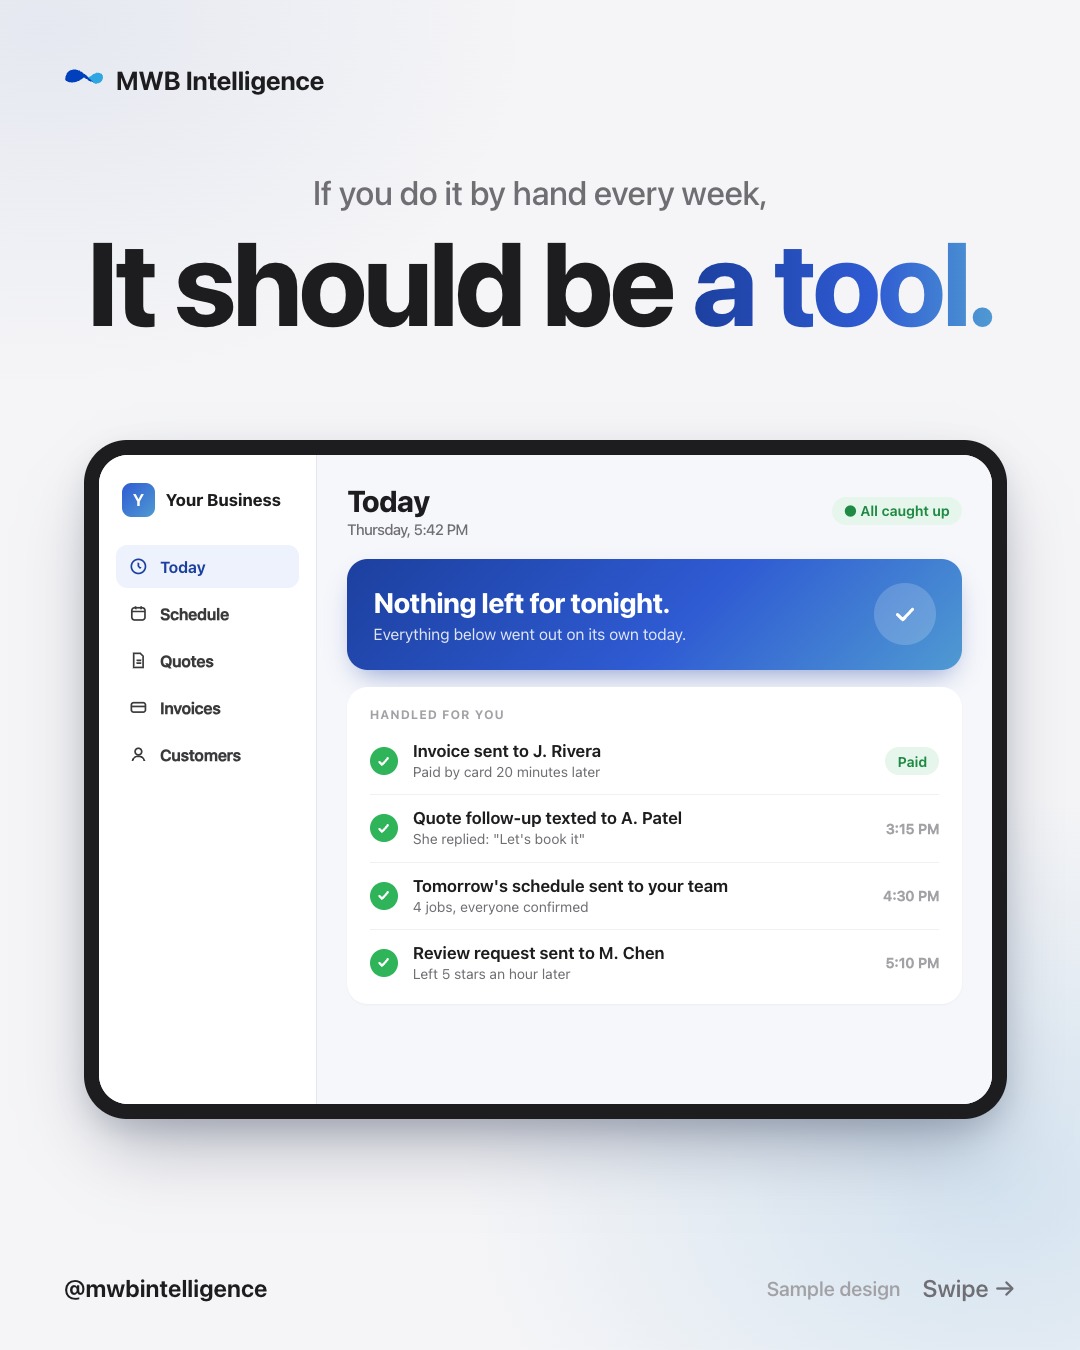 MWB Intelligence
If you do it by hand every week,
It should be a tool.
Y Your Business
Today
Schedule
Quotes
Invoices
Customers
Today
Thursday, 5:42 PM
All caught up
Nothing left for tonight.
Everything below went out on its own today.
HANDLED FOR YOU
Invoice sent to J. Rivera
Paid by card 20 minutes later
Paid
Quote follow-up texted to A. Patel
She replied: "Let's book it"
3:15 PM
Tomorrow's schedule sent to your team
4 jobs, everyone confirmed
4:30 PM
Review request sent to M. Chen
Left 5 stars an hour later
5:10 PM
@mwbintelligence
Sample design
Swipe →